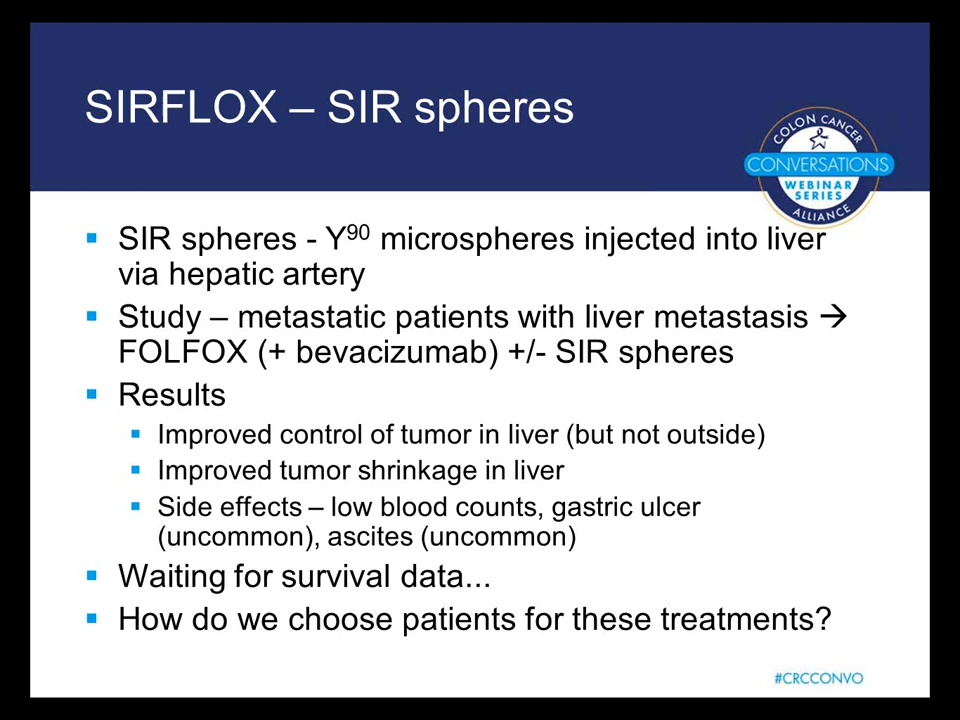 SIRFLOX – SIR spheres
COLON CANCER
CONVERSATIONS
WEBINAR
SERIES
ALLIANCE
▪ SIR spheres - Y⁹⁰ microspheres injected into liver
via hepatic artery
▪ Study – metastatic patients with liver metastasis →
FOLFOX (+ bevacizumab) +/- SIR spheres
▪ Results
▪ Improved control of tumor in liver (but not outside)
▪ Improved tumor shrinkage in liver
▪ Side effects – low blood counts, gastric ulcer
(uncommon), ascites (uncommon)
▪ Waiting for survival data...
▪ How do we choose patients for these treatments?
#CRCCONVO